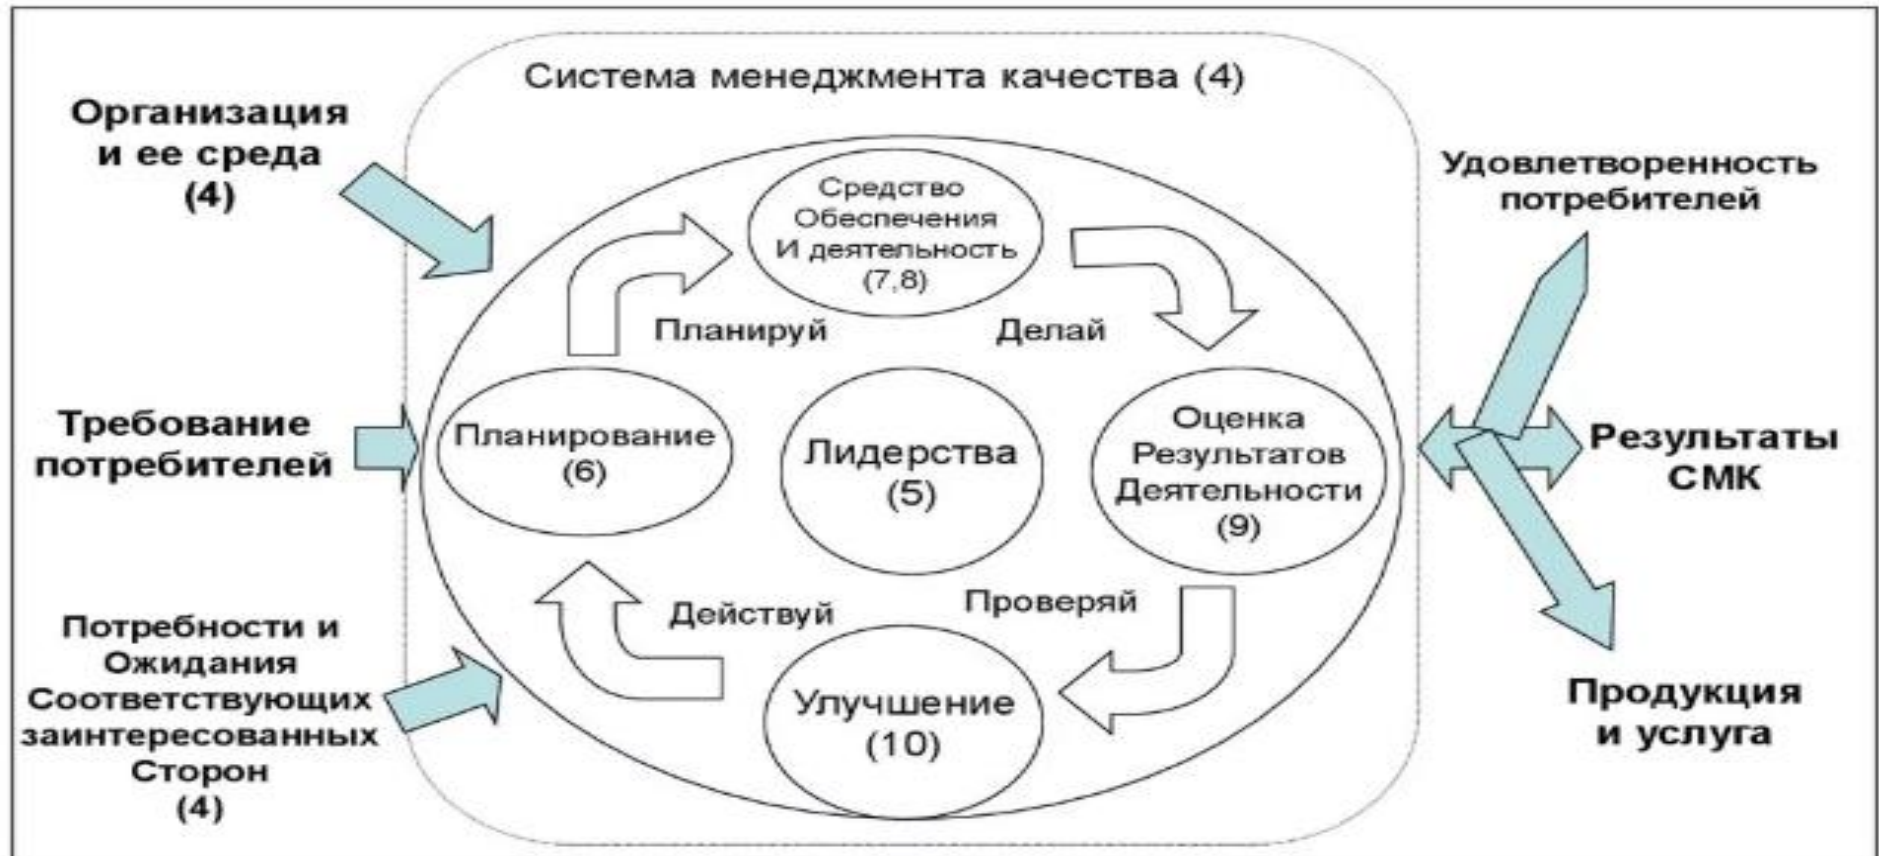 Система менеджмента качества (4)
Организация
и ее среда
(4)
Требование
потребителей
Потребности и
Ожидания
Соответствующих
заинтересованных
Сторон
(4)
Средство
Обеспечения
И деятельность
(7,8)
Планируй
Делай
Планирование
(6)
Лидерства
(5)
Оценка
Результатов
Деятельности
(9)
Действуй
Проверяй
Улучшение
(10)
Удовлетворенность
потребителей
Результаты
СМК
Продукция
и услуга